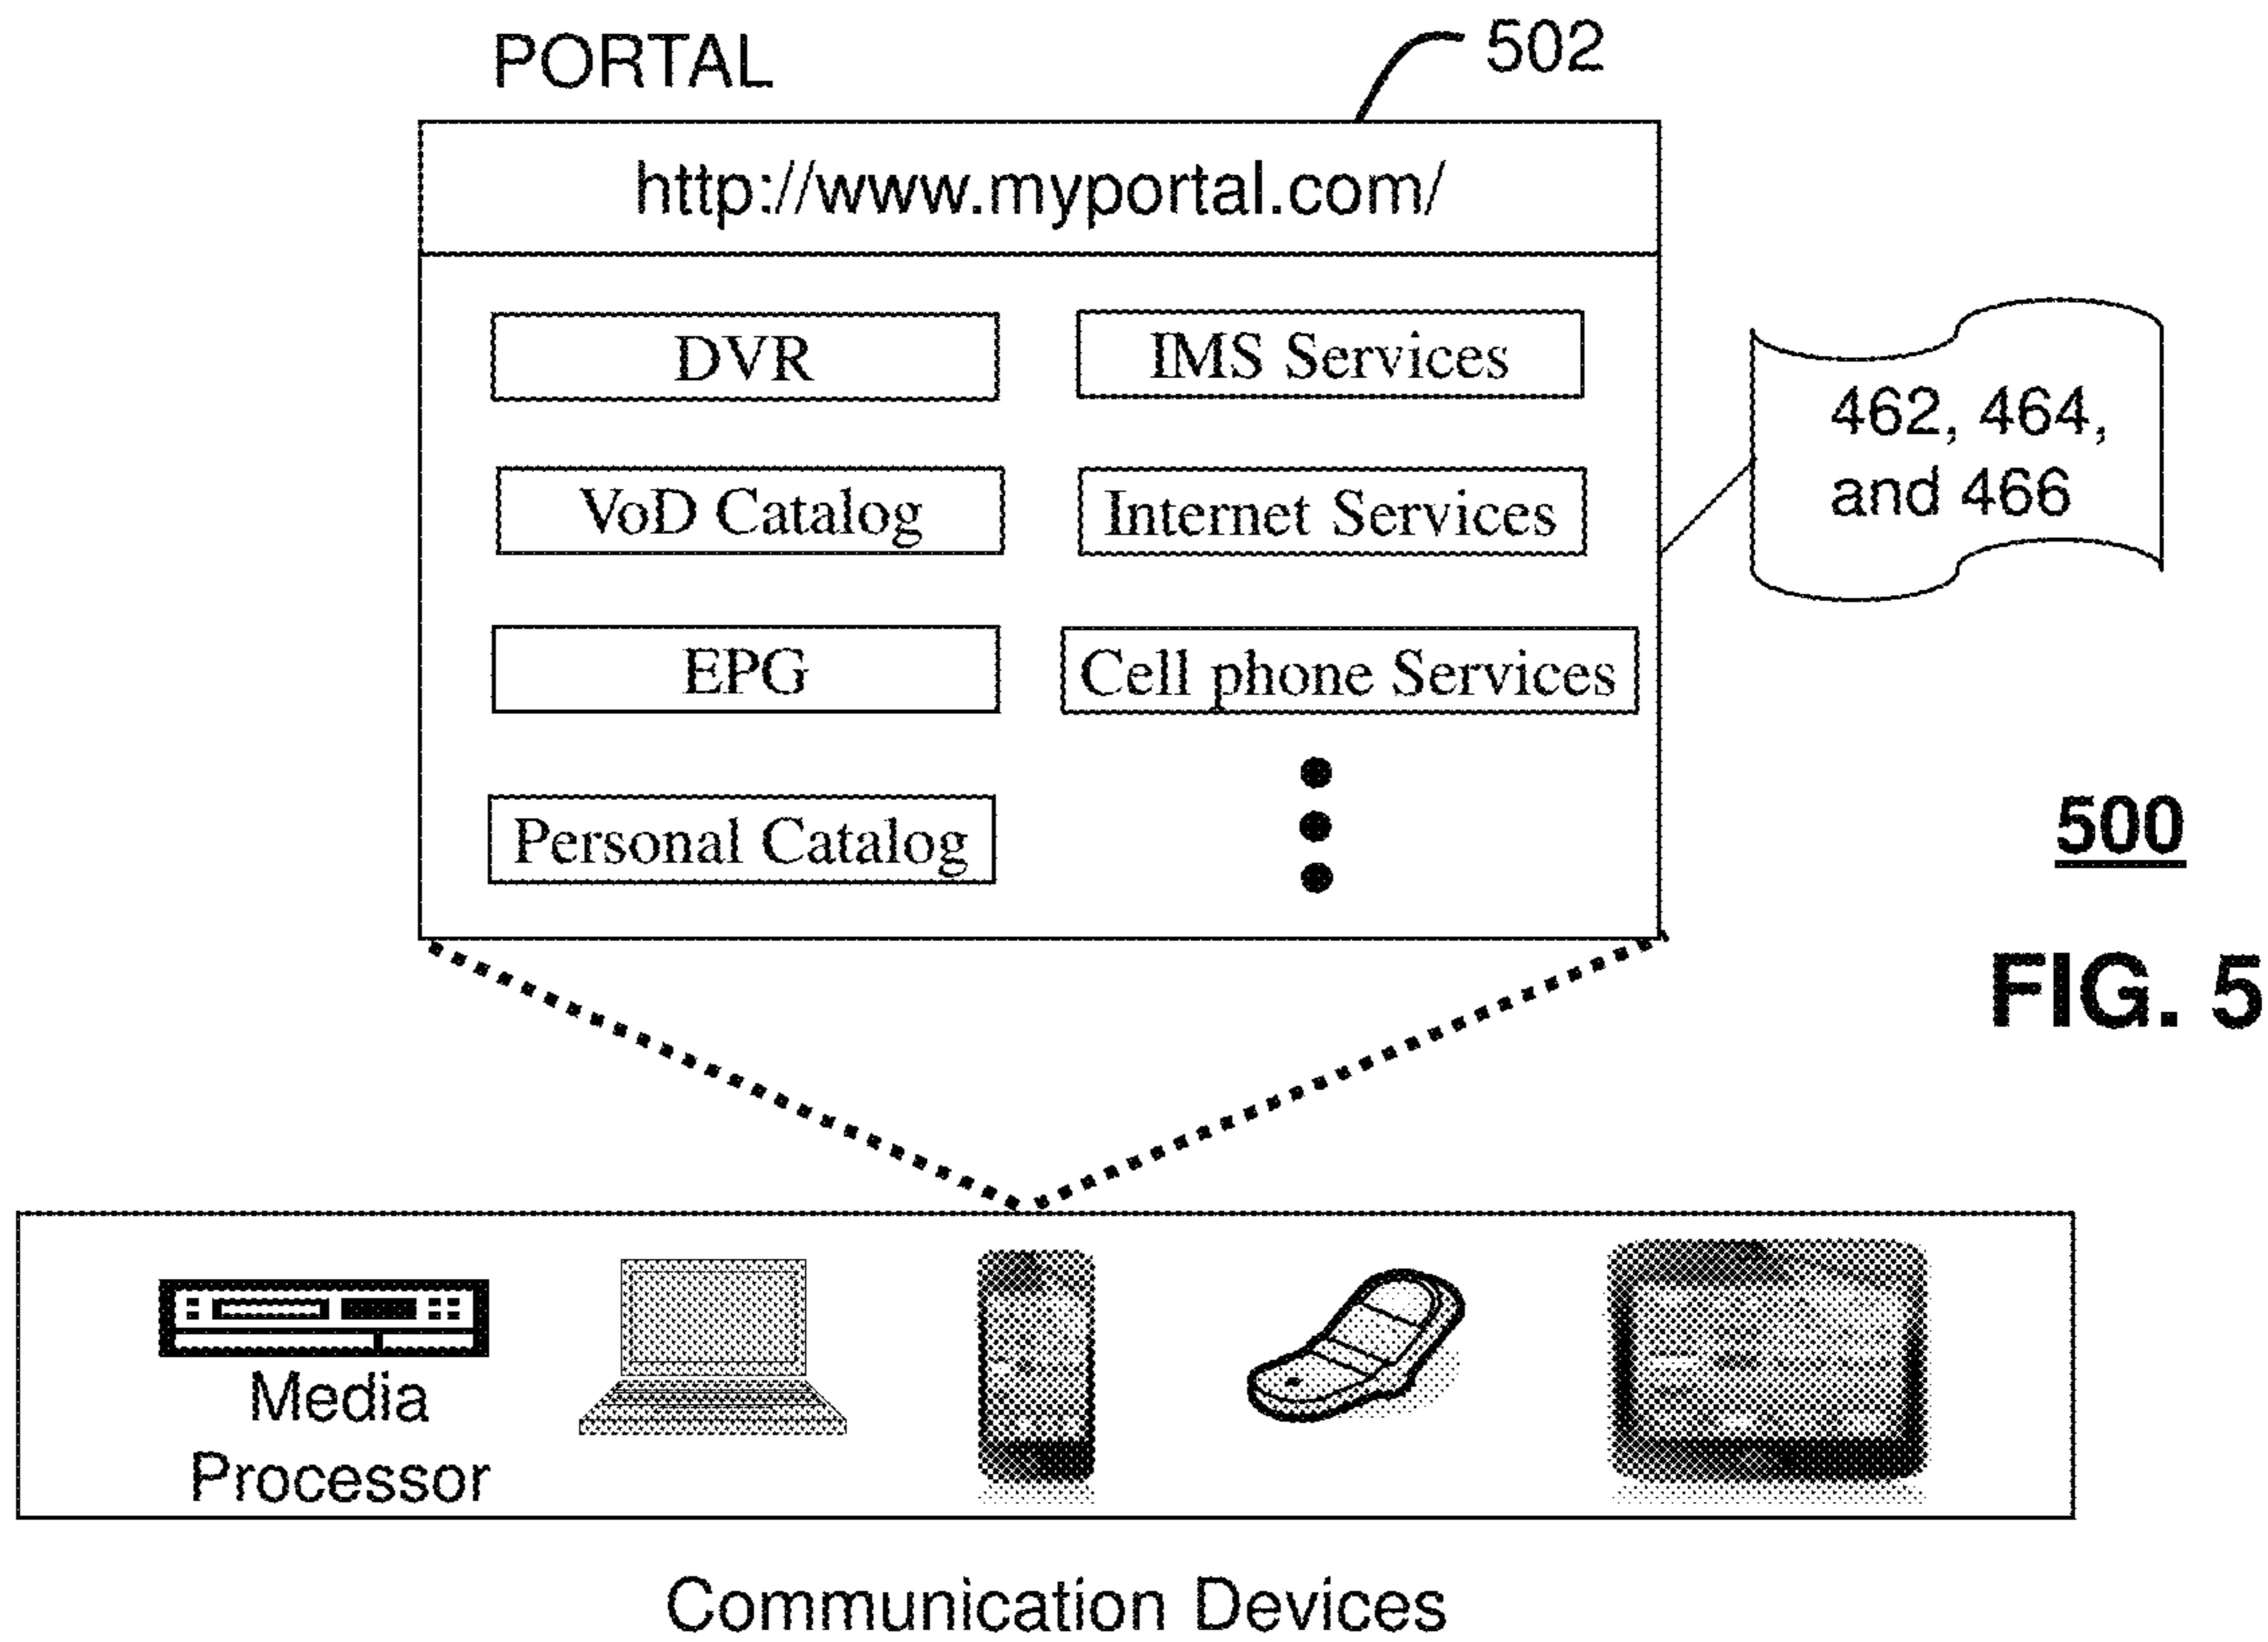 PORTAL
502
http://www.myportal.com/
DVR
IMS Services
VoD Catalog
Internet Services
EPG
Cell phone Services
Personal Catalog
462, 464,
and 466
500
FIG. 5
Media
Processor
Communication Devices